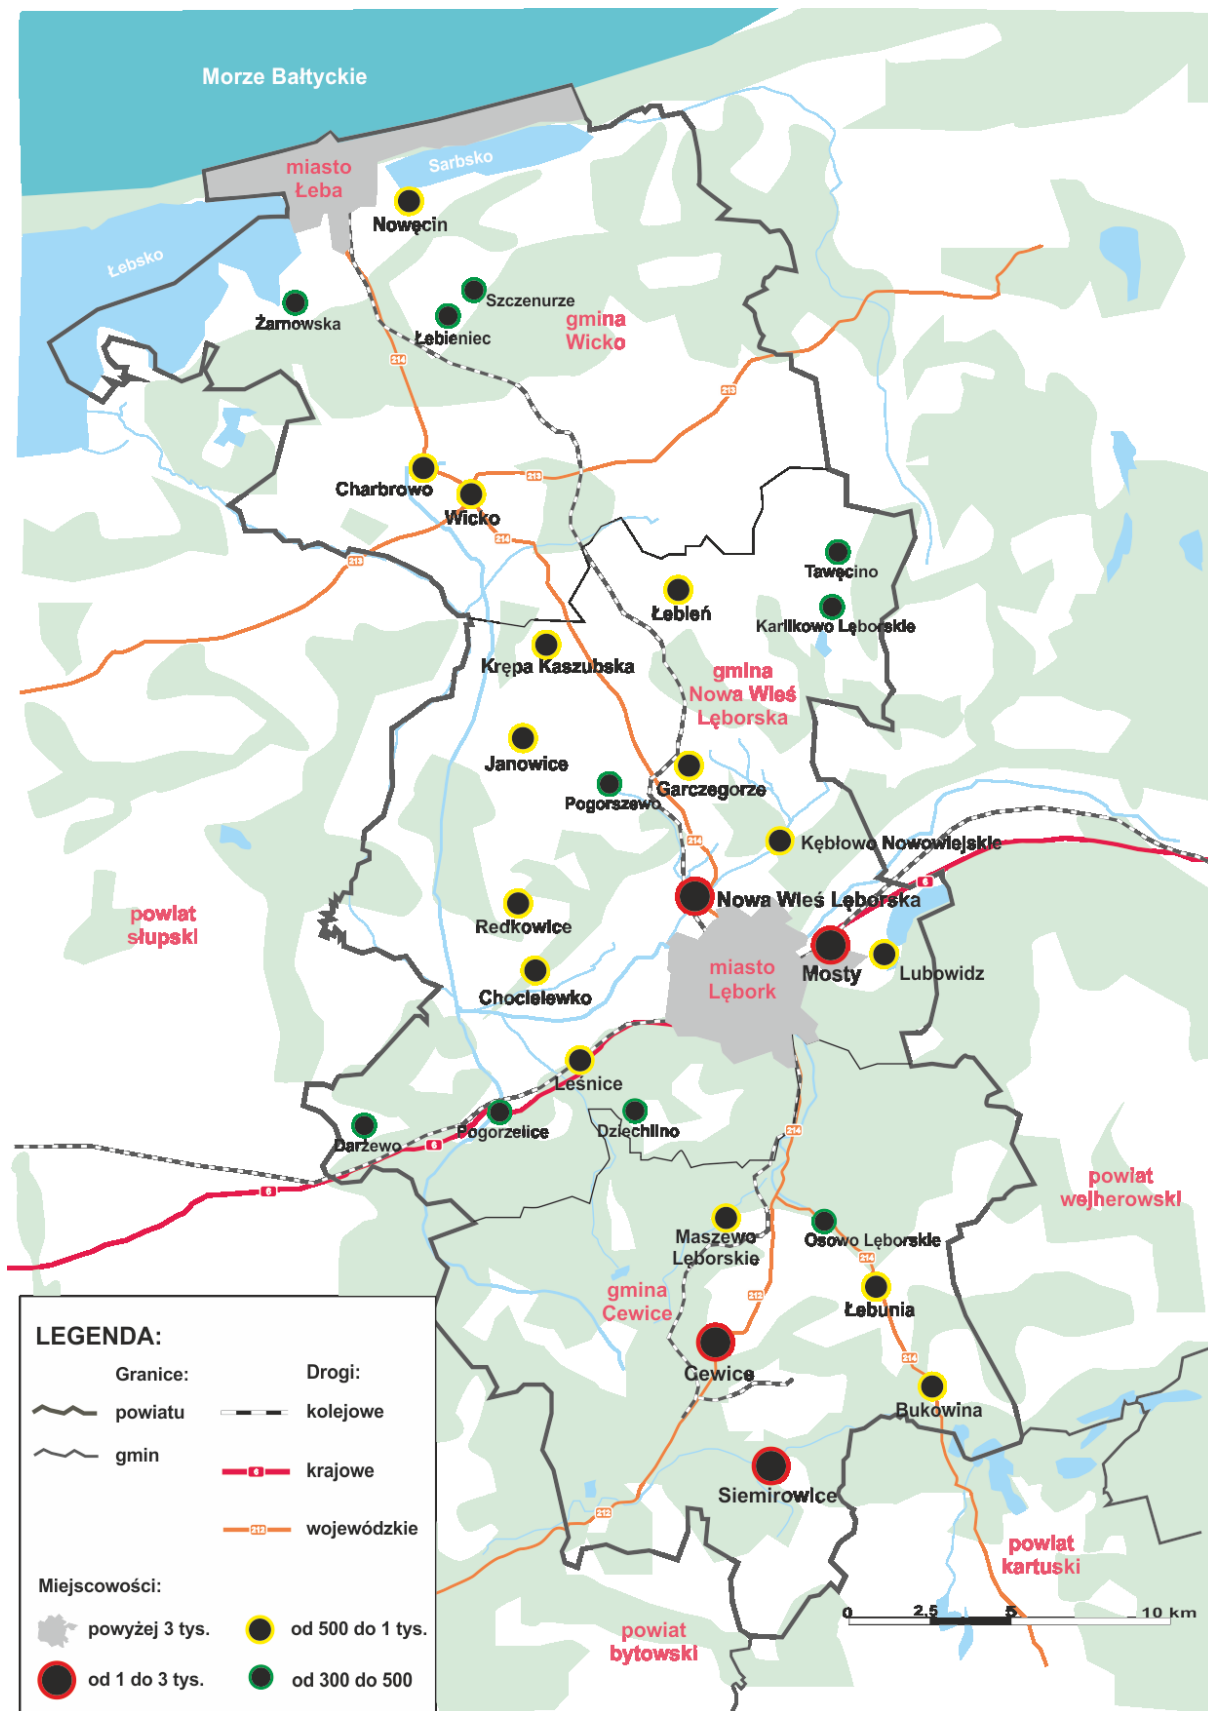 Morze Bałtyckie
miasto
Łeba
Sarbsko
Nowęcin
Łebsko
Szczenurze
Żarnowska
Łebieniec
gmina
Wicko
214
213
Charbrowo
213
Wicko
214
213
Tawęcino
Łebień
Karlikowo Lęborskie
Krępa Kaszubska
gmina
Nowa Wieś
Lęborska
Janowice
Garczegorze
Pogorszewo
214
Kębłowo Nowowiejskie
6
Nowa Wieś Lęborska
powiat
słupski
Redkowice
miasto
Lębork
Mosty
Lubowidz
Chocielewko
Leśnice
Darżewo
Pogorzelice
Dziechlino
6
214
6
powiat
wejherowski
Maszewo
Lęborskie
Osowo Lęborskie
214
gmina
Cewice
212
Łebunia
Cewice
214
Bukowina
Siemirowice
212
powiat
kartuski
powiat
bytowski
0 2,5 5 10 km
LEGENDA:
Granice: Drogi:
powiatu kolejowe
gmin
6 krajowe
212 wojewódzkie
Miejscowości:
powyżej 3 tys. od 500 do 1 tys.
od 1 do 3 tys. od 300 do 500